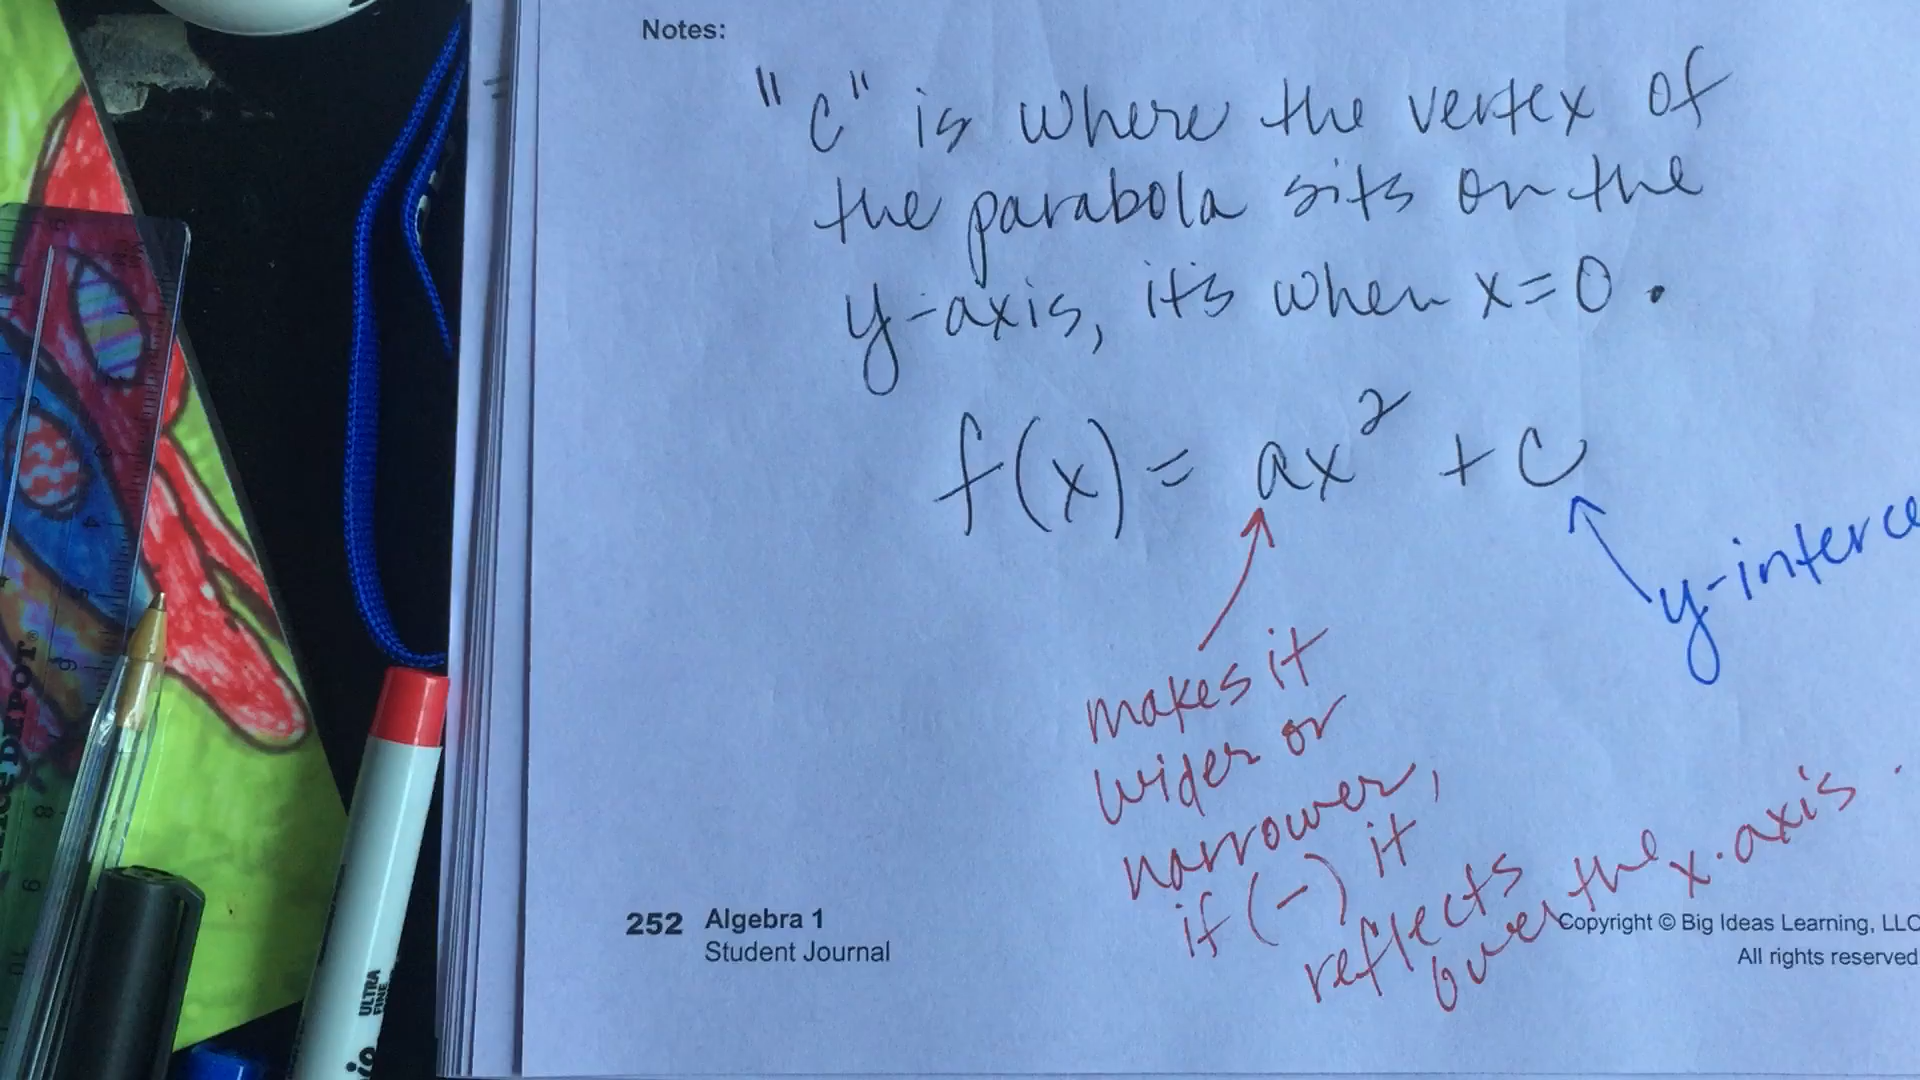 Notes:
"c" is where the vertex of
the parabola sits on the
y-axis, it's when x=0.
f(x) = ax² + c
y-interce
makes it
wider or
narrower,
if (-) it
reflects
over the x-axis.
252 Algebra 1
Student Journal
Copyright © Big Ideas Learning, LLC
All rights reserved
ULTRA
FINE